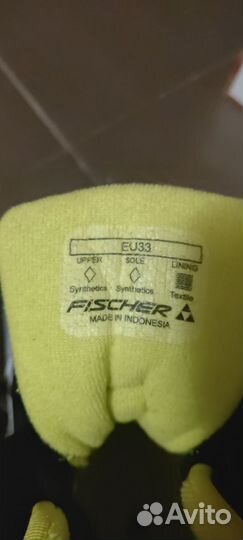 EU33
UPPER SOLE LINING
Synthetics Synthetics Textile
FISCHER
MADE IN INDONESIA
Avito